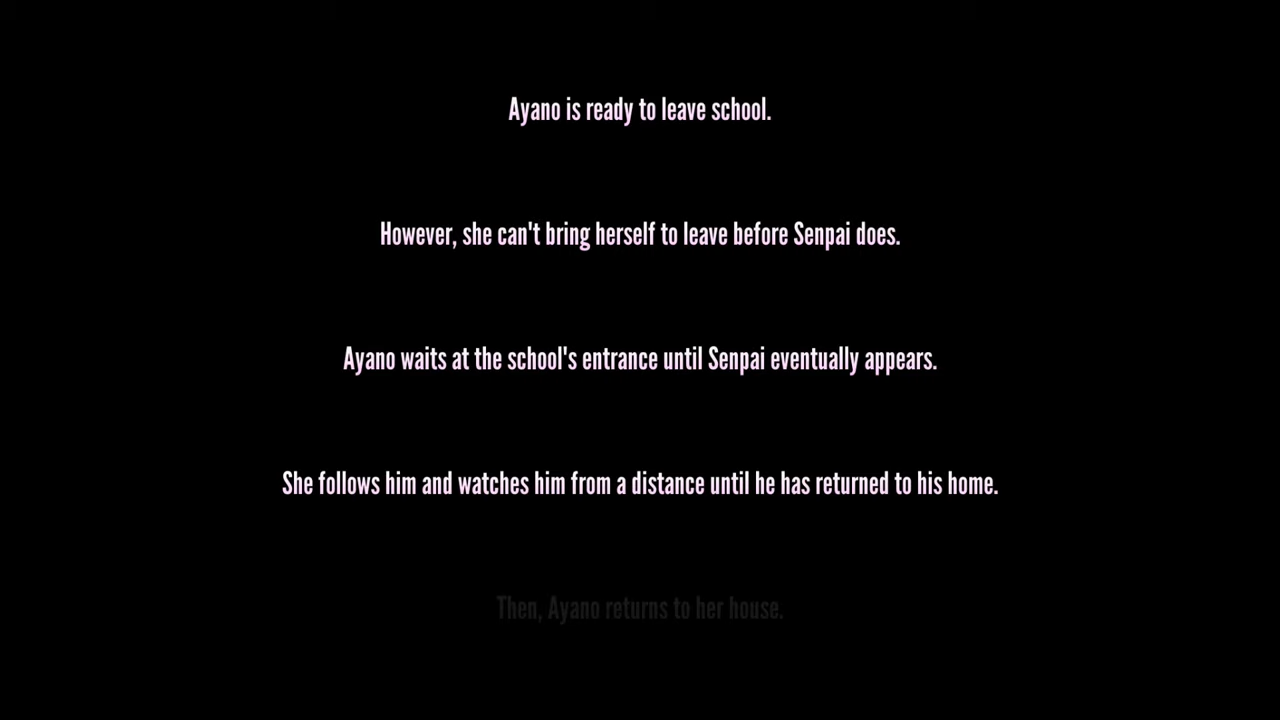 Ayano is ready to leave school.
However, she can't bring herself to leave before Senpai does.
Ayano waits at the school's entrance until Senpai eventually appears.
She follows him and watches him from a distance until he has returned to his home.
Then, Ayano returns to her house.